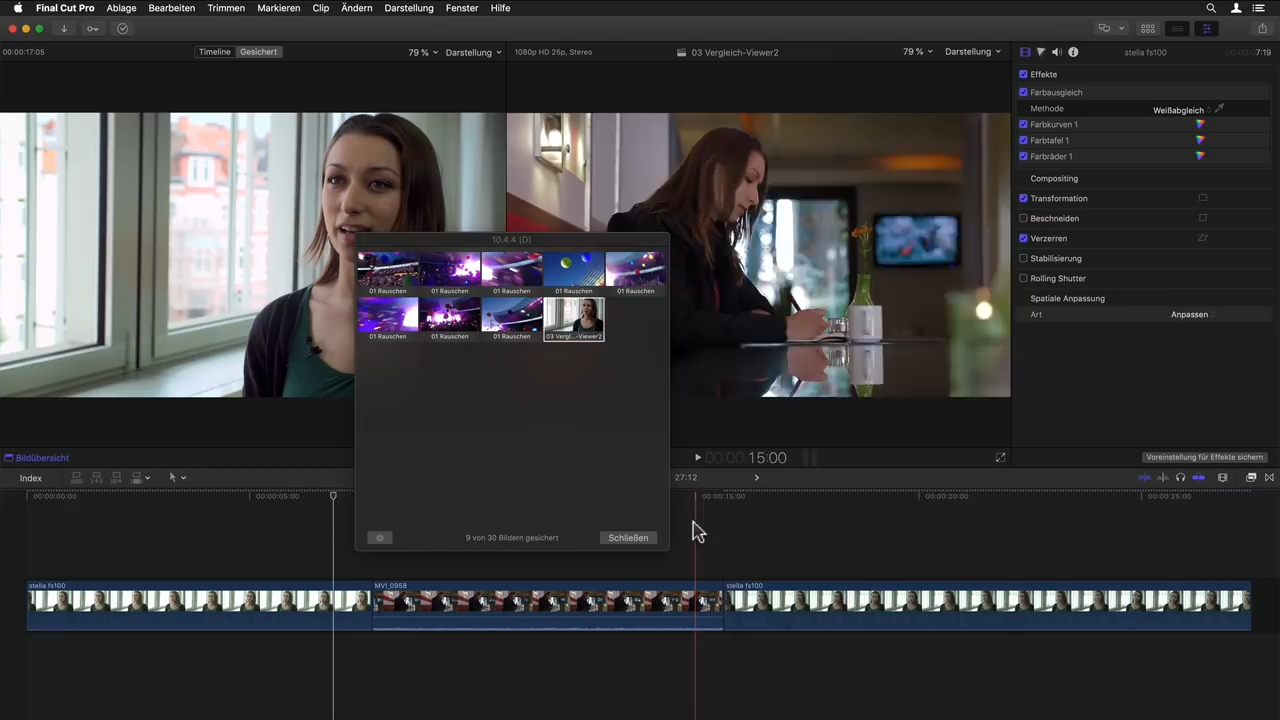 Final Cut Pro Ablage Bearbeiten Trimmen Markieren Clip Ändern Darstellung Fenster Hilfe
00:00:17:05 Timeline Gesichert 79 % Darstellung 1080p HD 25p, Stereo 03 Vergleich-Viewer2 79 % Darstellung stella fs100 7:19
Effekte
Farbausgleich
Methode Weißabgleich
Farbkurven 1
Farbtafel 1
Farbräder 1
Compositing
Transformation
Beschneiden
Verzerren
Stabilisierung
Rolling Shutter
Spatiale Anpassung
Art Anpassen
10.4.4 (D)
01 Rauschen 01 Rauschen 01 Rauschen 01 Rauschen 01 Rauschen
01 Rauschen 01 Rauschen 01 Rauschen 03 Vergl...-Viewer2
9 von 30 Bildern gesichert Schließen
Bildübersicht 00:00:15:00 Voreinstellung für Effekte sichern
Index 27:12
00:00:00:00 00:00:05:00 00:00:15:00 00:00:20:00 00:00:25:00
stella fs100 MVI_0958 stella fs100